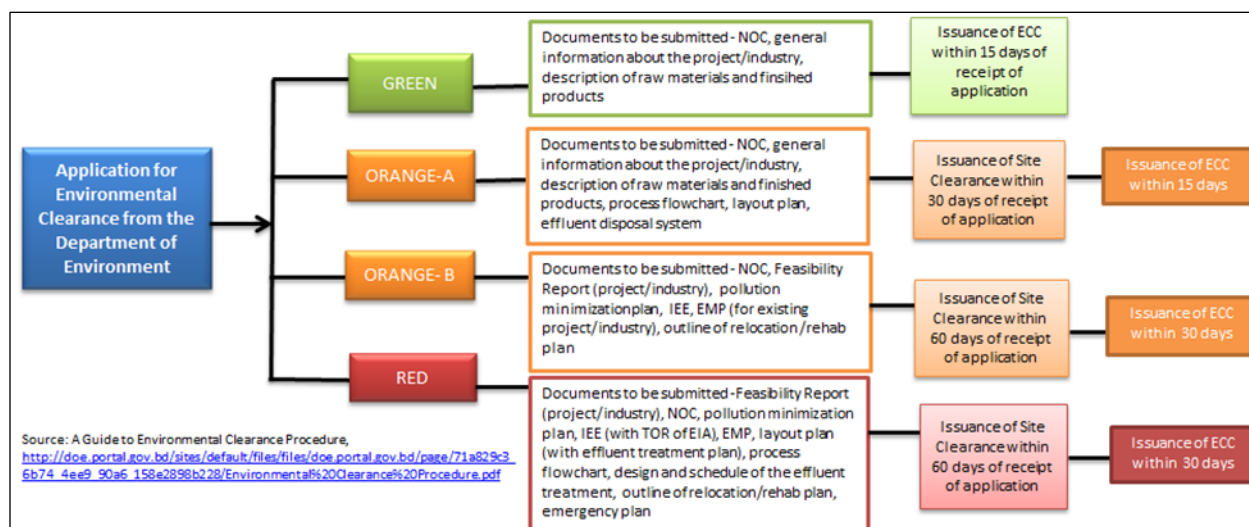 Application for
Environmental
Clearance from the
Department of
Environment
GREEN
Documents to be submitted - NOC, general
information about the project/industry,
description of raw materials and finsihed
products
Issuance of ECC
within 15 days of
receipt of
application
ORANGE-A
Documents to be submitted - NOC, general
information about the project/industry,
description of raw materials and finished
products, process flowchart, layout plan,
effluent disposal system
Issuance of Site
Clearance within
30 days of receipt
of application
Issuance of ECC
within 15 days
ORANGE- B
Documents to be submitted - NOC, Feasibility
Report (project/industry), pollution
minimizationplan, IEE, EMP (for existing
project/industry), outline of relocation/rehab
plan
Issuance of Site
Clearance within
60 days of receipt
of application
Issuance of ECC
within 30 days
RED
Documents to be submitted -Feasibility Report
(project/industry), NOC, pollution minimization
plan, IEE (with TOR of EIA), EMP, layout plan
(with effluent treatment plan), process
flowchart, design and schedule of the effluent
treatment, outline of relocation/rehab plan,
emergency plan
Issuance of Site
Clearance within
60 days of receipt
of application
Issuance of ECC
within 30 days
Source: A Guide to Environmental Clearance Procedure,
http://doe.portal.gov.bd/sites/default/files/files/doe.portal.gov.bd/page/71a829c3_
6b74_4ee9_90a6_158e2898b228/Environmental%20Clearance%20Procedure.pdf